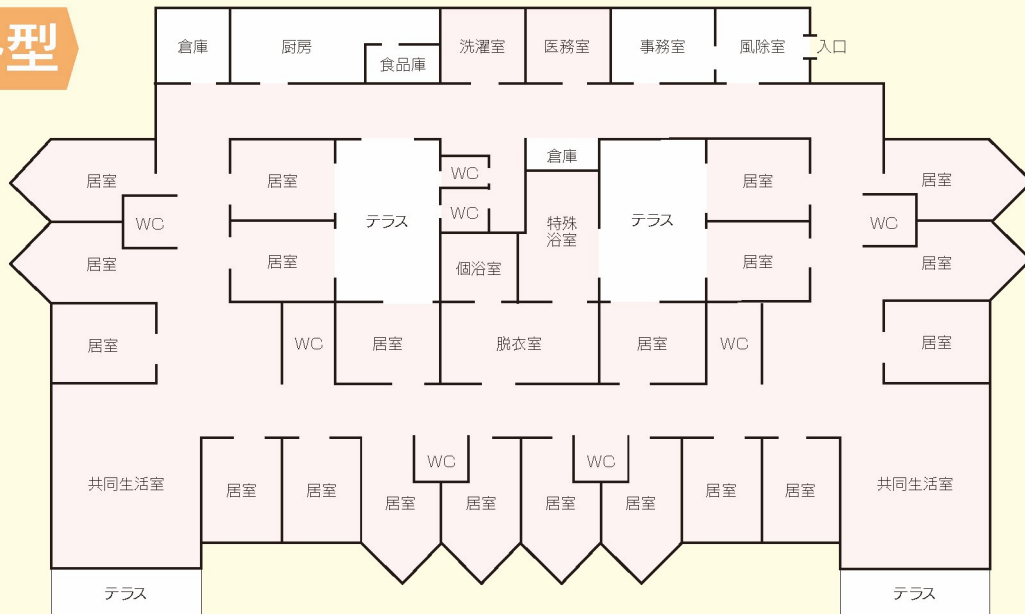 型
倉庫
厨房
食品庫
洗濯室
医務室
事務室
風除室
入口
居室
WC
居室
居室
居室
居室
テラス
WC
WC
倉庫
特殊
浴室
個浴室
テラス
居室
居室
居室
WC
居室
居室
WC
居室
脱衣室
居室
WC
共同生活室
居室
居室
居室
WC
居室
居室
WC
居室
居室
居室
共同生活室
テラス
テラス